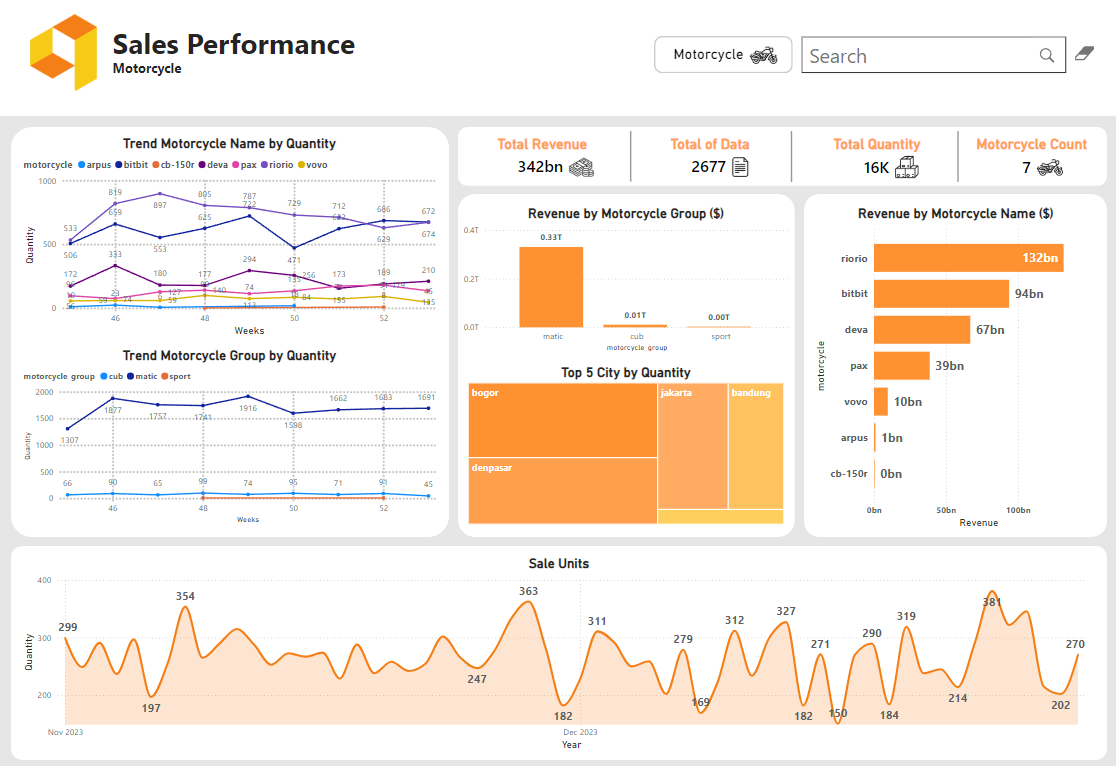 Sales Performance
Motorcycle
Motorcycle
Search
Trend Motorcycle Name by Quantity
motorcycle arpus bitbit cb-150r deva pax riorio vovo
1000
500
0
Quantity
533
819
897
805
787
729
712
686
672
506
659
553
625
722
471
629
674
172
333
180
177
294
256
173
189
210
23
59
74
127
59
140
74
113
135
84
155
135
46
48
50
52
Weeks
Trend Motorcycle Group by Quantity
motorcycle group cub matic sport
2000
1500
1000
500
0
Quantity
1307
1877
1757
1741
1916
1598
1662
1683
1691
66
90
65
99
74
95
71
91
45
46
48
50
52
Weeks
Total Revenue
342bn
Total of Data
2677
Total Quantity
16K
Motorcycle Count
7
Revenue by Motorcycle Group ($)
0.4T
0.2T
0.0T
0.33T
0.01T
0.00T
matic
cub
sport
motorcycle group
Top 5 City by Quantity
bogor
denpasar
jakarta
bandung
Revenue by Motorcycle Name ($)
motorcycle
riorio 132bn
bitbit 94bn
deva 67bn
pax 39bn
vovo 10bn
arpus 1bn
cb-150r 0bn
0bn
50bn
100bn
Revenue
Sale Units
400
300
200
Quantity
299
197
354
247
363
182
311
279
169
312
327
182
271
150
290
184
319
214
381
202
270
Nov 2023
Dec 2023
Year